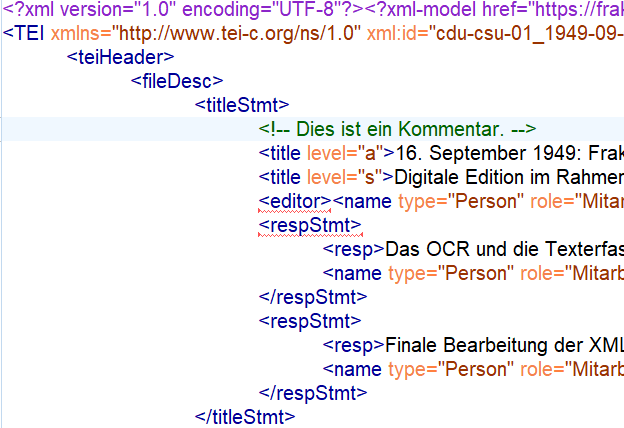 <?xml version="1.0" encoding="UTF-8"?><?xml-model href="https://frak
<TEI xmlns="http://www.tei-c.org/ns/1.0" xml:id="cdu-csu-01_1949-09-
<teiHeader>
<fileDesc>
<titleStmt>
<!-- Dies ist ein Kommentar. -->
<title level="a">16. September 1949: Frak
<title level="s">Digitale Edition im Rahmen
<editor><name type="Person" role="Mitar
<respStmt>
<resp>Das OCR und die Texterfas
<name type="Person" role="Mitarb
</respStmt>
<respStmt>
<resp>Finale Bearbeitung der XML
<name type="Person" role="Mitarb
</respStmt>
</titleStmt>